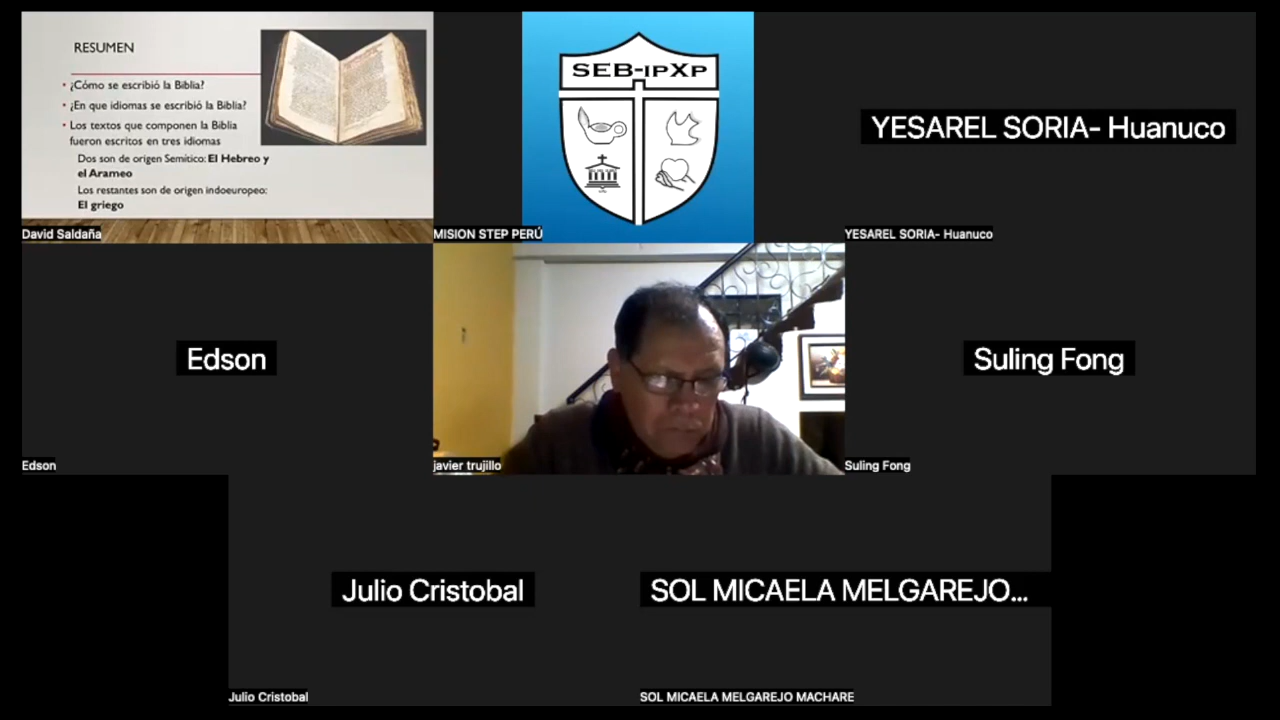 RESUMEN
• ¿Cómo se escribió la Biblia?
• ¿En que idiomas se escribió la Biblia?
• Los textos que componen la Biblia
fueron escritos en tres idiomas
Dos son de origen Semítico: El Hebreo y
el Arameo
Los restantes son de origen indoeuropeo:
El griego
David Saldaña
SEB-IPXP
MISION STEP PERÚ
YESAREL SORIA- Huanuco
YESAREL SORIA- Huanuco
Edson
Edson
javier trujillo
Suling Fong
Suling Fong
Julio Cristobal
Julio Cristobal
SOL MICAELA MELGAREJO...
SOL MICAELA MELGAREJO MACHARE